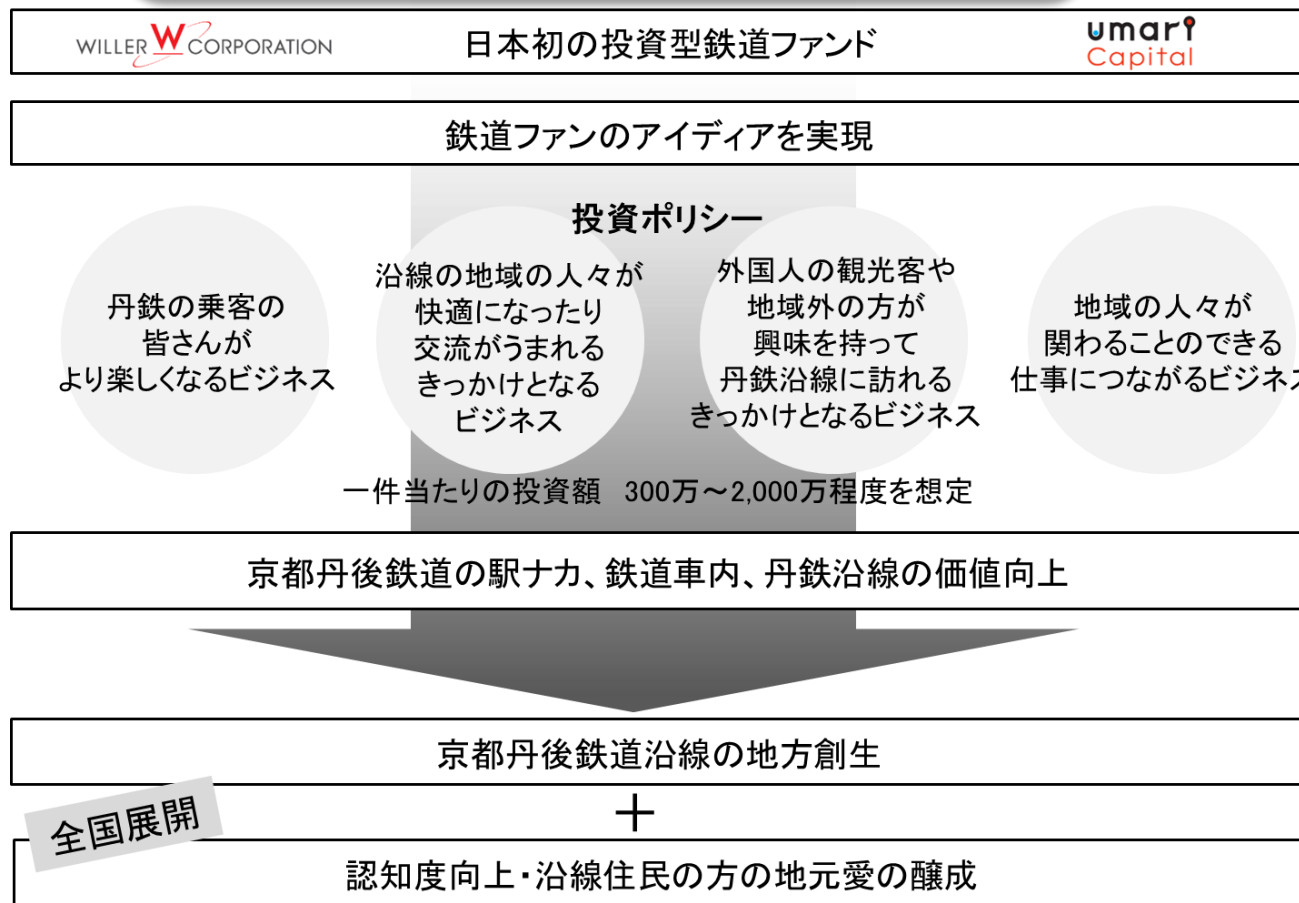 WILLER CORPORATION
日本初の投資型鉄道ファンド
umari
Capital
鉄道ファンのアイディアを実現
投資ポリシー
丹鉄の乗客の
皆さんが
より楽しくなるビジネス
沿線の地域の人々が
快適になったり
交流がうまれる
きっかけとなる
ビジネス
外国人の観光客や
地域外の方が
興味を持って
丹鉄沿線に訪れる
きっかけとなるビジネス
地域の人々が
関わることのできる
仕事につながるビジネス
一件当たりの投資額　300万～2,000万程度を想定
京都丹後鉄道の駅ナカ、鉄道車内、丹鉄沿線の価値向上
京都丹後鉄道沿線の地方創生
＋
全国展開
認知度向上・沿線住民の方の地元愛の醸成